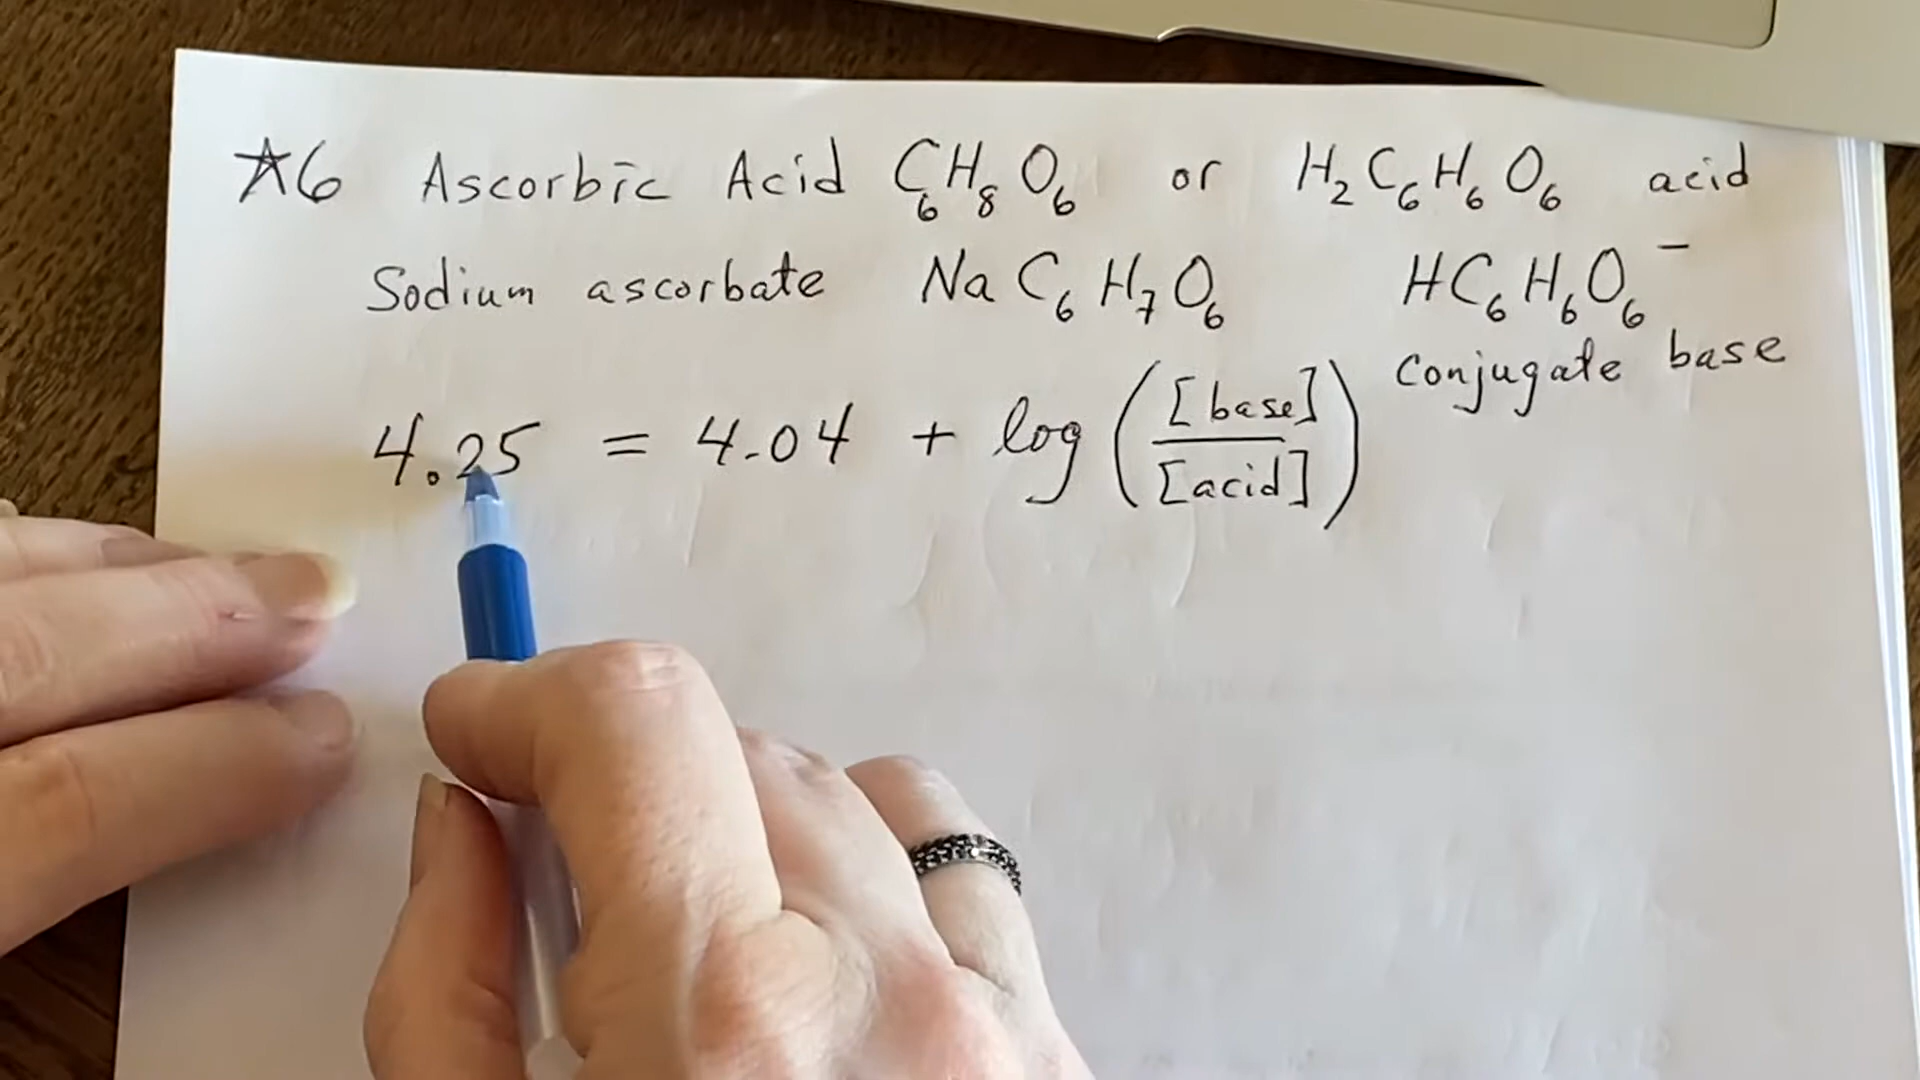 ☆6 Ascorbic Acid C₆H₈O₆ or H₂C₆H₆O₆ acid
Sodium ascorbate NaC₆H₇O₆ HC₆H₆O₆⁻
conjugate base
4.25 = 4.04 + log([base]/[acid])